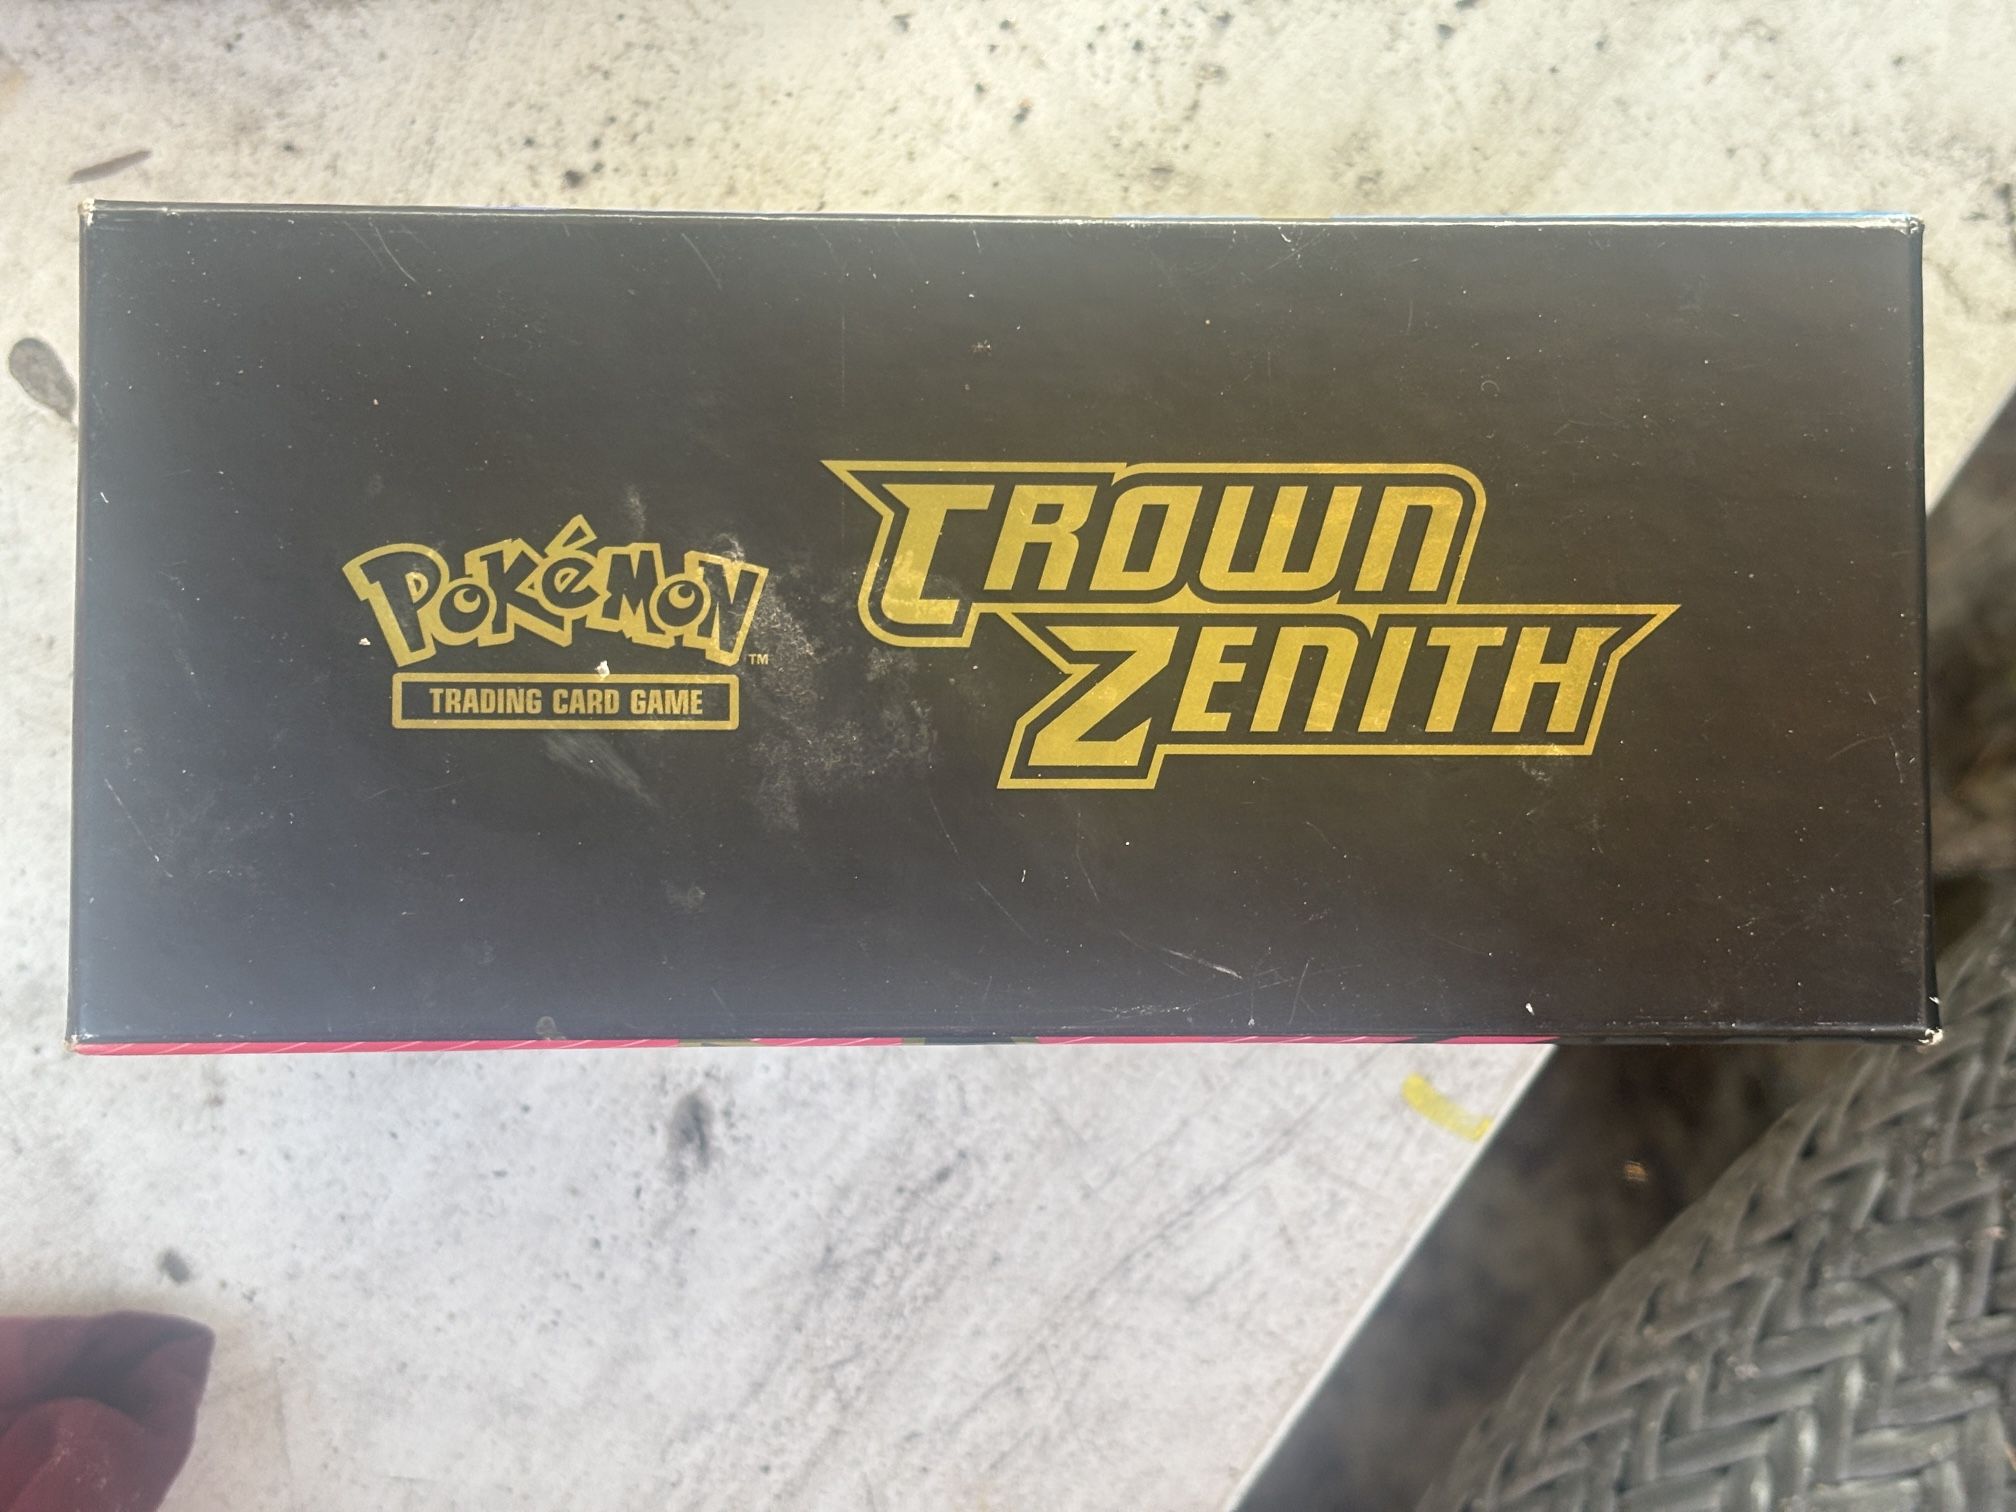 Pokémon
TM
TRADING CARD GAME
CROWN
ZENITH